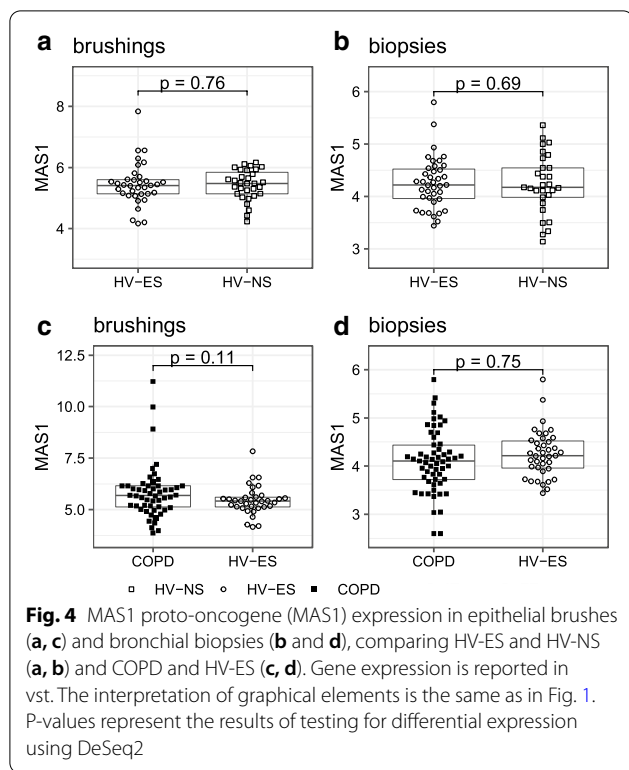 a brushings
p = 0.76
MAS1
8
6
4
HV-ES HV-NS
b biopsies
p = 0.69
MAS1
6
5
4
3
HV-ES HV-NS
c brushings
p = 0.11
MAS1
12.5
10.0
7.5
5.0
COPD HV-ES
d biopsies
p = 0.75
MAS1
6
5
4
3
COPD HV-ES
HV-NS HV-ES COPD
Fig. 4 MAS1 proto-oncogene (MAS1) expression in epithelial brushes
(a, c) and bronchial biopsies (b and d), comparing HV-ES and HV-NS
(a, b) and COPD and HV-ES (c, d). Gene expression is reported in
vst. The interpretation of graphical elements is the same as in Fig. 1.
P-values represent the results of testing for differential expression
using DeSeq2